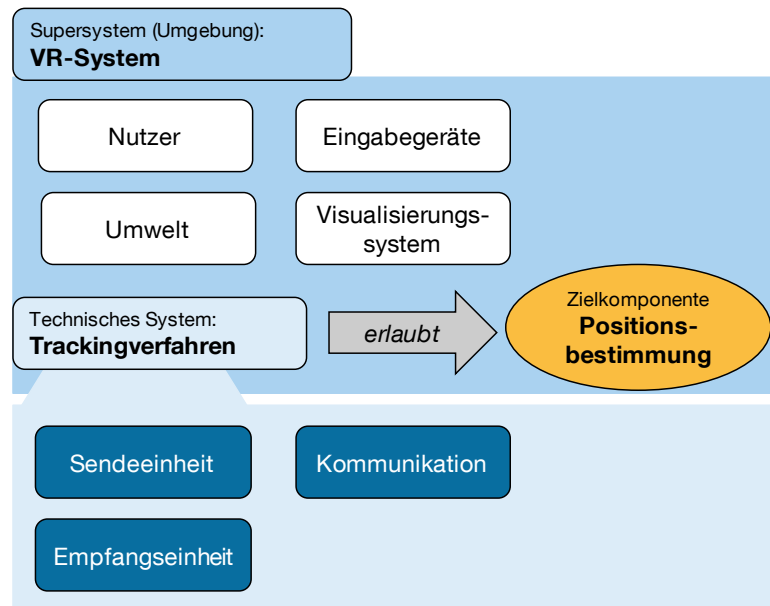 Supersystem (Umgebung):
VR-System
Nutzer
Eingabegeräte
Umwelt
Visualisierungs-
system
Technisches System:
Trackingverfahren
erlaubt
Zielkomponente
Positions-
bestimmung
Sendeeinheit
Kommunikation
Empfangseinheit